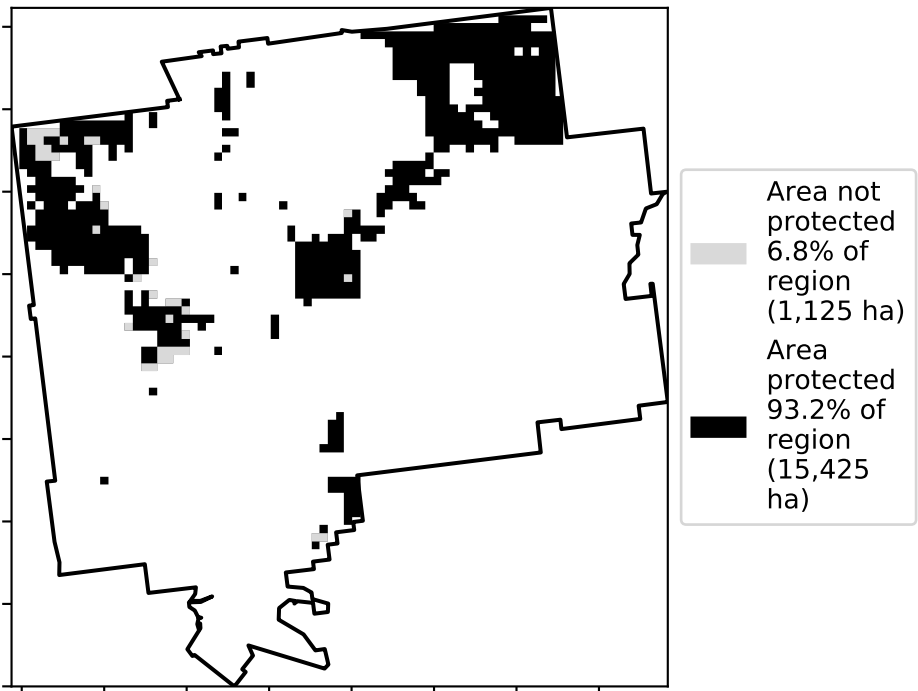 Area not
protected
6.8% of
region
(1,125 ha)
Area
protected
93.2% of
region
(15,425
ha)